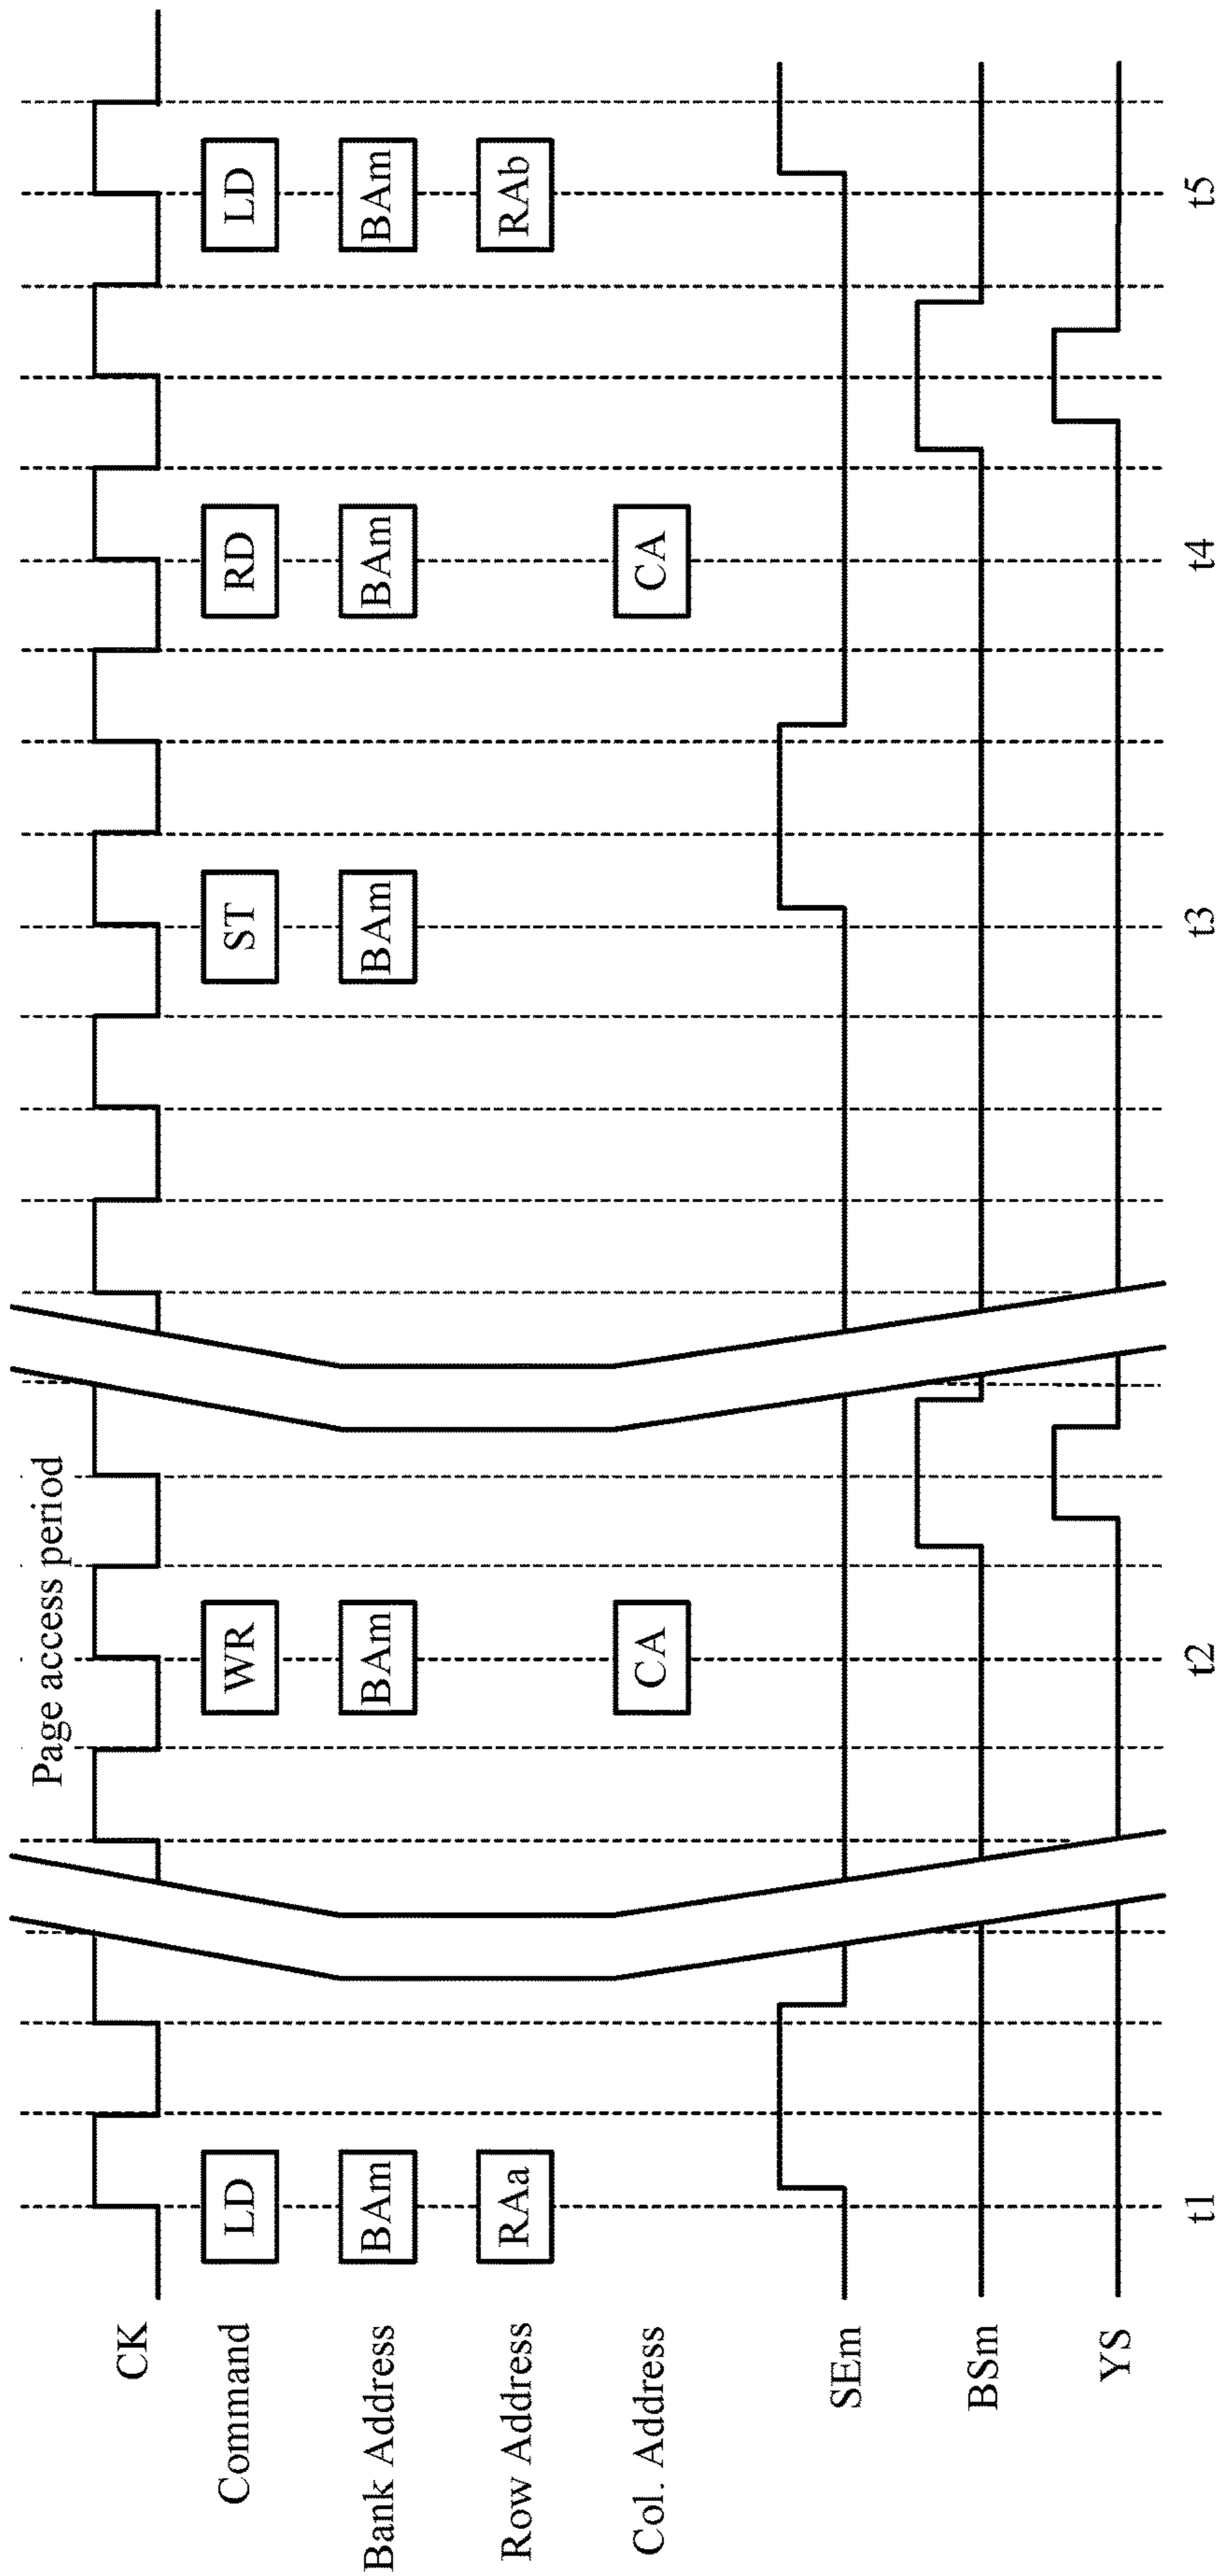 Page access period
CK
Command LD WR ST RD LD
Bank Address BAm BAm BAm BAm BAm
Row Address RAa RAb
Col. Address CA CA
SEm
BSm
YS
t1 t2 t3 t4 t5